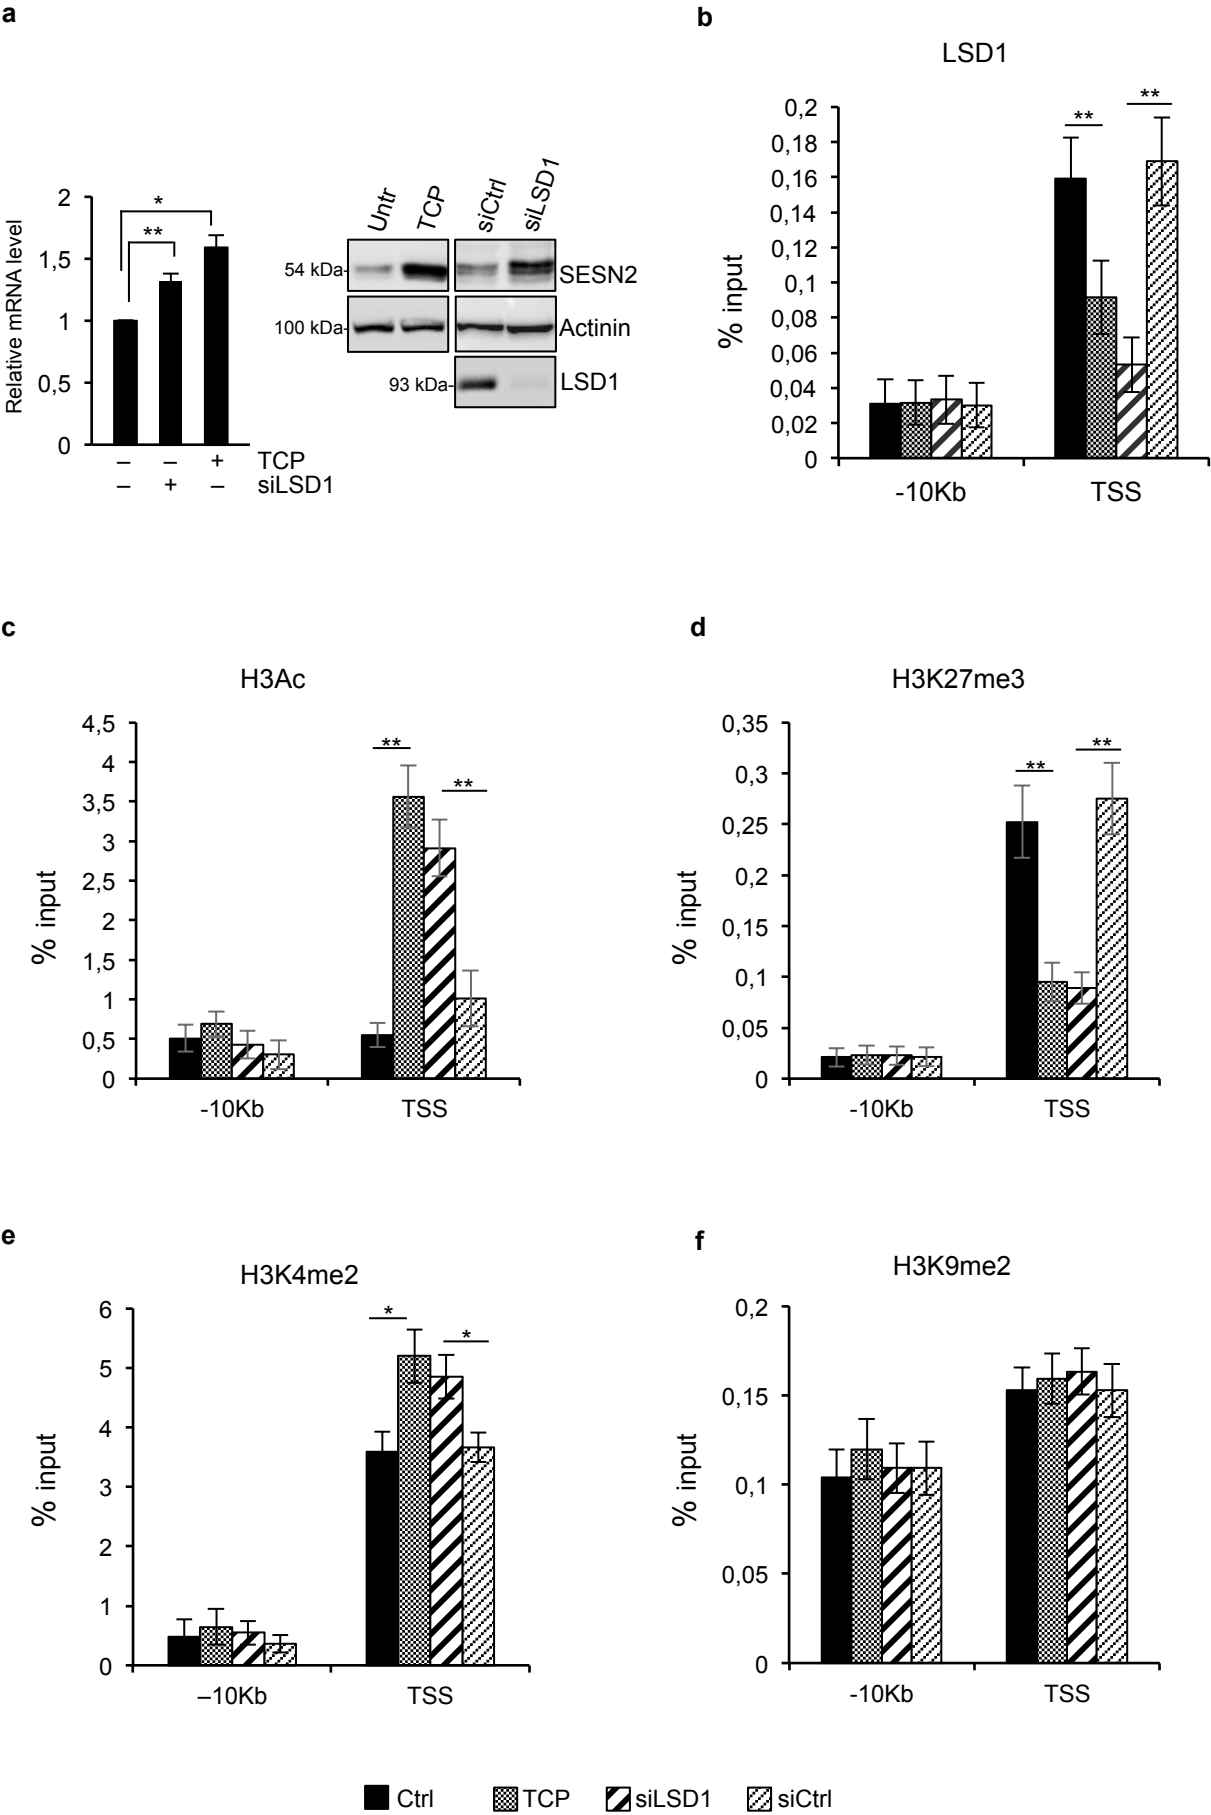 a
Relative mRNA level
2
1,5
1
0,5
0
*
**
– – + TCP
– + – siLSD1
Untr TCP siCtrl siLSD1
54 kDa- SESN2
100 kDa- Actinin
93 kDa- LSD1
b
LSD1
% input
0,2
0,18
0,16
0,14
0,12
0,1
0,08
0,06
0,04
0,02
0
** **
-10Kb TSS
c
H3Ac
% input
4,5
4
3,5
3
2,5
2
1,5
1
0,5
0
** **
-10Kb TSS
d
H3K27me3
% input
0,35
0,3
0,25
0,2
0,15
0,1
0,05
0
** **
-10Kb TSS
e
H3K4me2
% input
6
5
4
3
2
1
0
* *
–10Kb TSS
f
H3K9me2
% input
0,2
0,15
0,1
0,05
0
-10Kb TSS
Ctrl TCP siLSD1 siCtrl